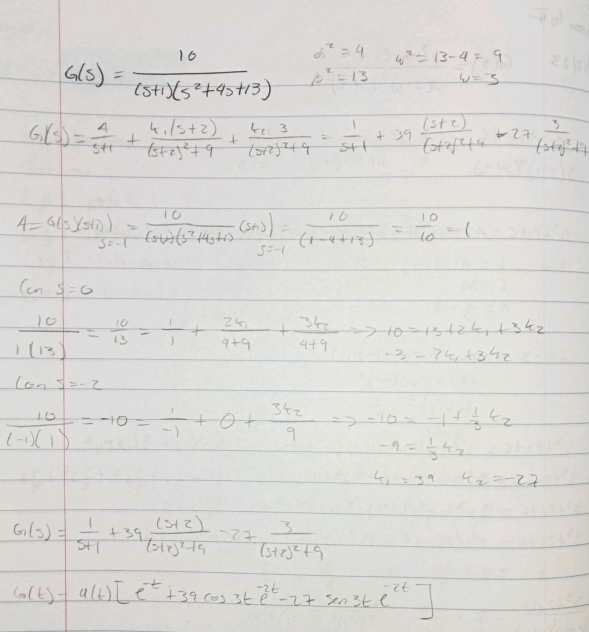 G(s) = 10 / (s+1)(s²+4s+13)   α² = 4   ω² = 13-4 = 9
β² = 13   ω = 3
G(s) = A/(s+1) + k₁(s+2)/((s+2)²+9) + k₂ 3/((s+2)²+9) = 1/(s+1) + 39 (s+2)/((s+2)²+9) - 27 3/((s+2)²+9
A = G(s)(s+1)|s=-1 = 10/((s+1)(s²+4s+13) (s+1)|s=-1 = 10/(1-4+13) = 10/10 = 1
Con s=0
10/1(13) = 10/13 = 1/1 + 2k₁/(4+9) + 3k₂/(4+9) => 10 = 13+2k₁+3k₂
-3 = 2k₁+3k₂
Con s=-2
10/(-1)(1) = -10 = 1/-1 + 0 + 3k₂/9 => -10 = -1 + 1/3 k₂
-9 = 1/3 k₂
k₁ = 39   k₂ = -27
G(s) = 1/(s+1) + 39 (s+2)/((s+2)²+9) - 27 3/((s+2)²+9)
G(t) = u(t) [ e^-t + 39 cos 3t e^-2t - 27 sen 3t e^-2t ]